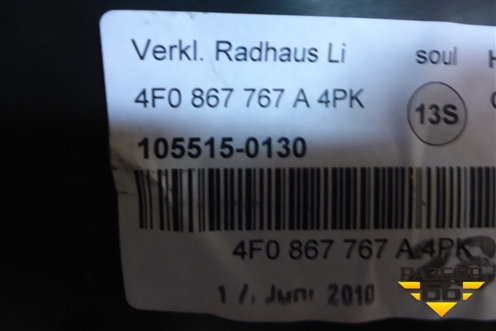 Verkl. Radhaus Li soul H
4F0 867 767 A 4PK 13S
105515-0130
4F0 867 767 A 4PK
17. Juni 2010